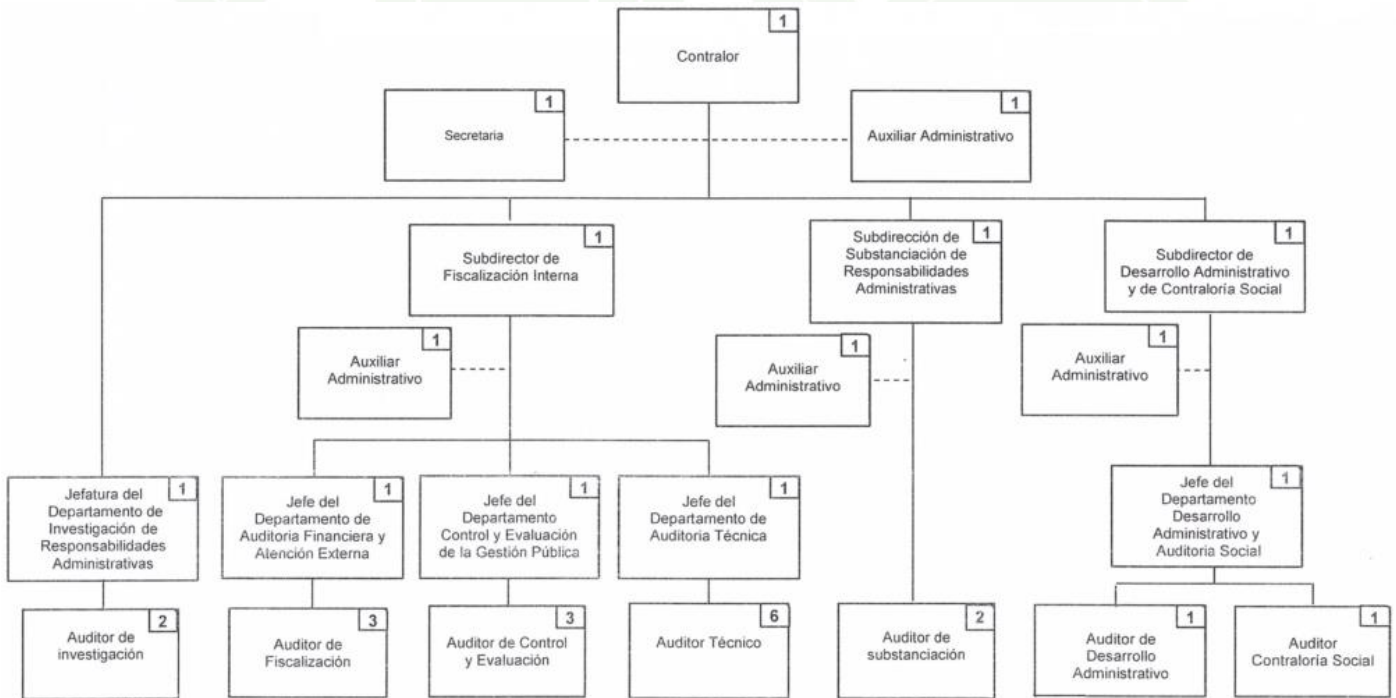 1
Contralor
1
Secretaria
1
Auxiliar Administrativo
1
Subdirector de
Fiscalización Interna
1
Subdirección de
Substanciación de
Responsabilidades
Administrativas
1
Subdirector de
Desarrollo Administrativo
y de Contraloría Social
1
Auxiliar
Administrativo
1
Auxiliar
Administrativo
1
Auxiliar
Administrativo
1
Jefatura del
Departamento de
Investigación de
Responsabilidades
Administrativas
1
Jefe del
Departamento de
Auditoria Financiera y
Atención Externa
1
Jefe del
Departamento
Control y Evaluación
de la Gestión Pública
1
Jefe del
Departamento de
Auditoria Técnica
1
Jefe del
Departamento
Desarrollo
Administrativo y
Auditoria Social
2
Auditor de
investigación
3
Auditor de
Fiscalización
3
Auditor de Control
y Evaluación
6
Auditor Técnico
2
Auditor de
substanciación
1
Auditor de
Desarrollo
Administrativo
1
Auditor
Contraloría Social